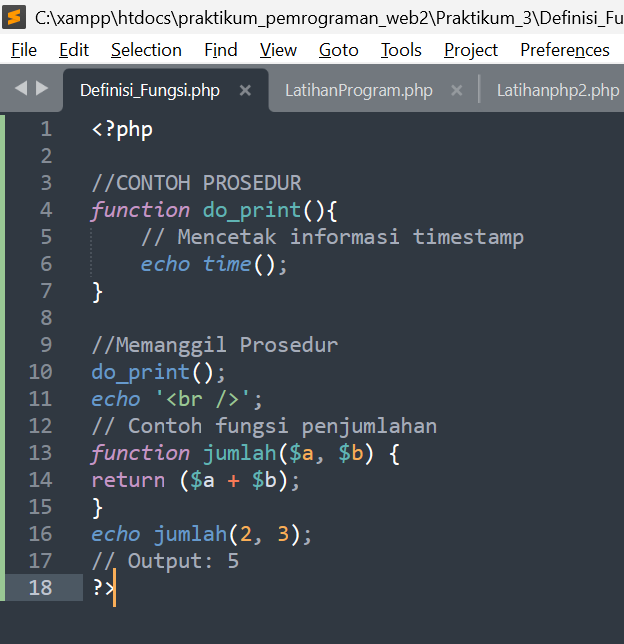 C:\xampp\htdocs\praktikum_pemrograman_web2\Praktikum_3\Definisi_Fu
File Edit Selection Find View Goto Tools Project Preferences
Definisi_Fungsi.php × LatihanProgram.php × Latihanphp2.php
1 <?php
2
3 //CONTOH PROSEDUR
4 function do_print(){
5     // Mencetak informasi timestamp
6     echo time();
7 }
8
9 //Memanggil Prosedur
10 do_print();
11 echo '<br />';
12 // Contoh fungsi penjumlahan
13 function jumlah($a, $b) {
14 return ($a + $b);
15 }
16 echo jumlah(2, 3);
17 // Output: 5
18 ?>